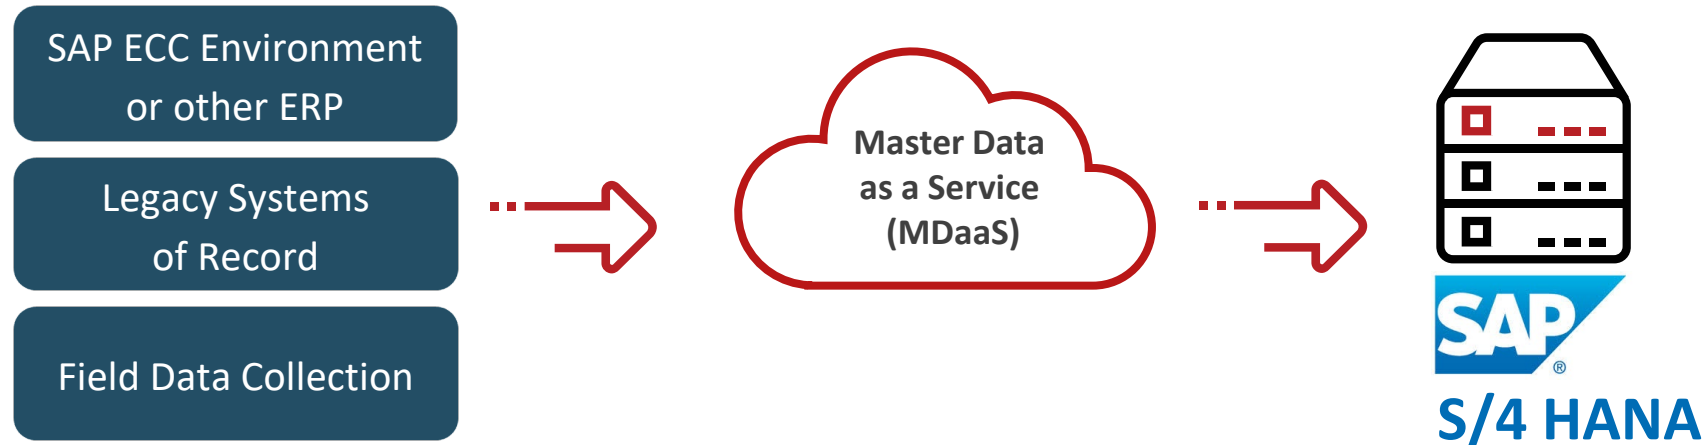 SAP ECC Environment
or other ERP
Legacy Systems
of Record
Field Data Collection
Master Data
as a Service
(MDaaS)
SAP®
S/4 HANA